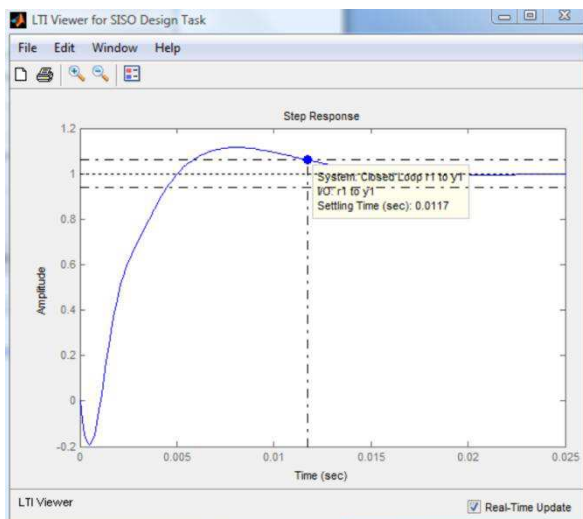 LTI Viewer for SISO Design Task
File Edit Window Help
Step Response
1.2
1
0.8
0.6
0.4
0.2
0
-0.2
Amplitude
System: Closed Loop r1 to y1
I/O: r1 to y1
Settling Time (sec): 0.0117
0 0.005 0.01 0.015 0.02 0.025
Time (sec)
LTI Viewer
Real-Time Update